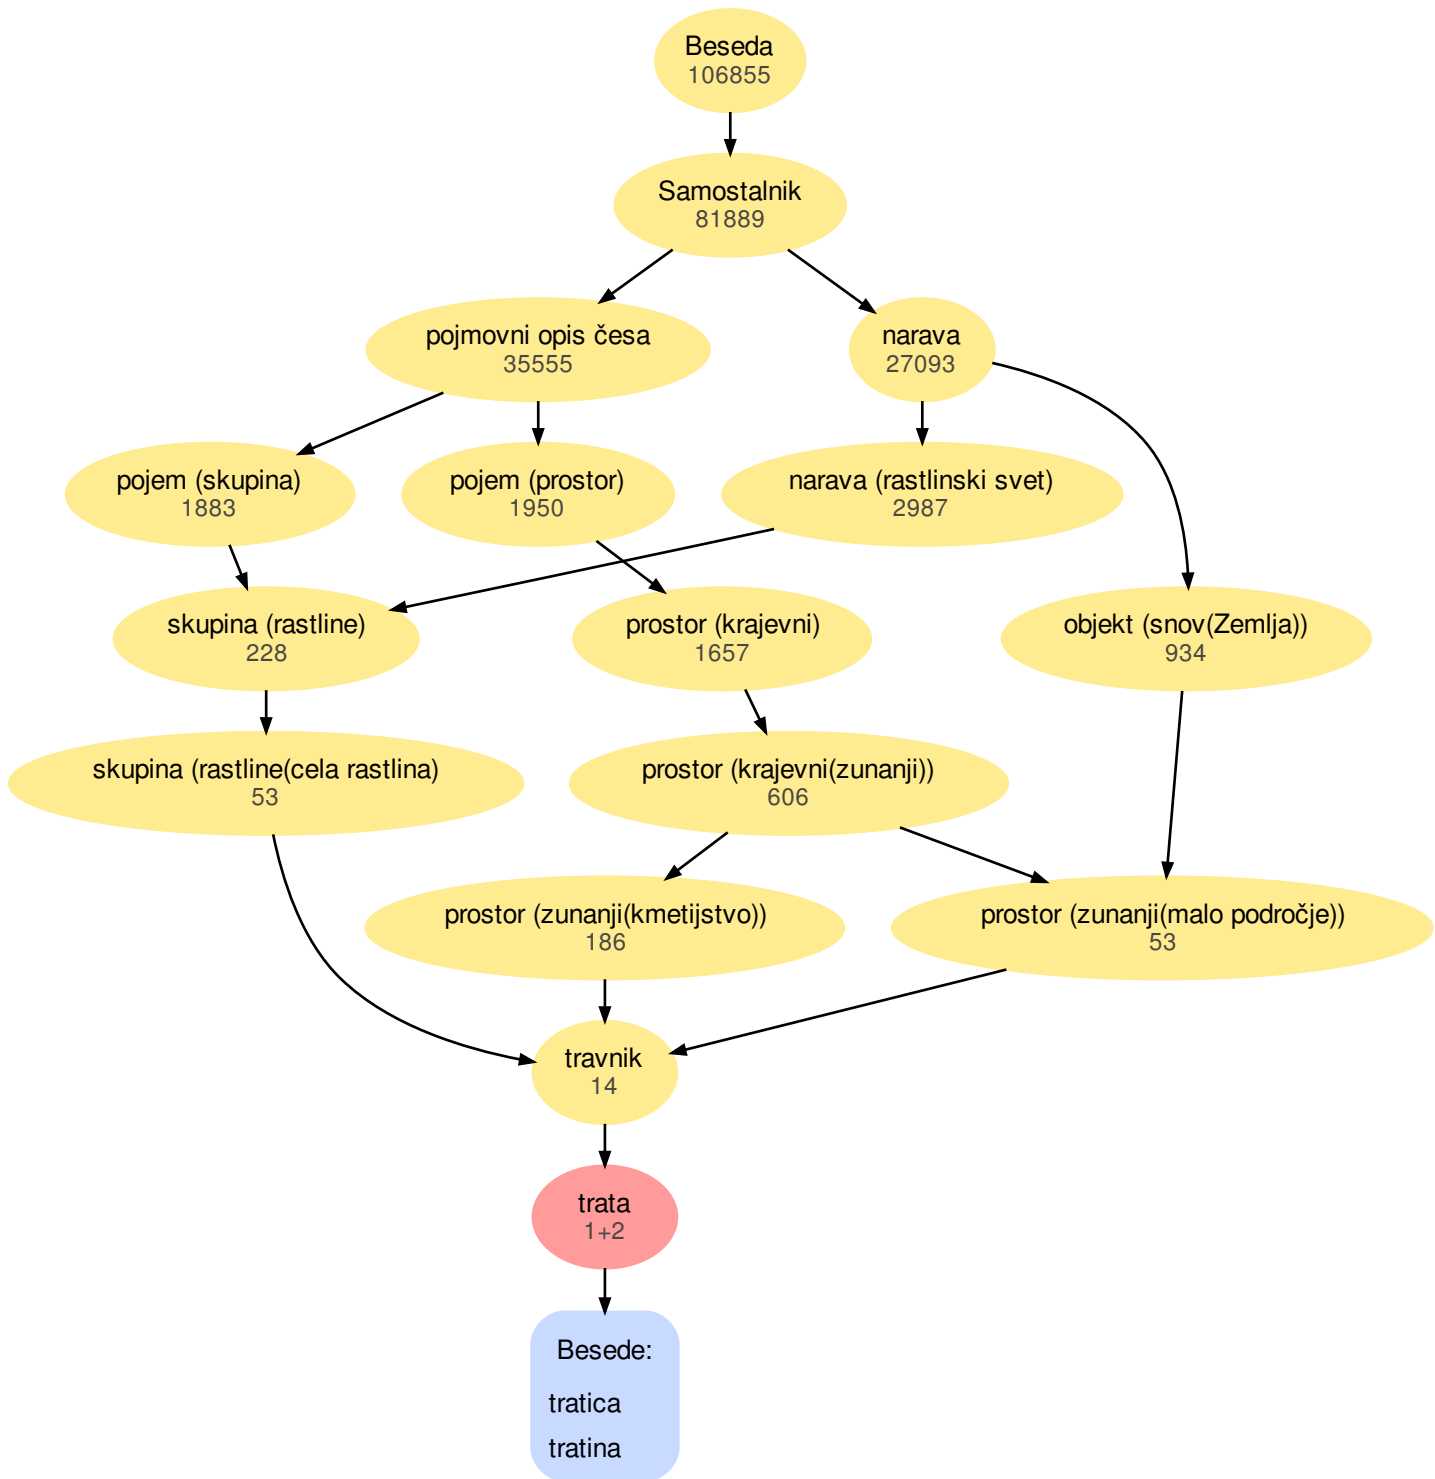 Beseda
106855
Samostalnik
81889
pojmovni opis česa
35555
narava
27093
pojem (skupina)
1883
pojem (prostor)
1950
narava (rastlinski svet)
2987
skupina (rastline)
228
prostor (krajevni)
1657
objekt (snov(Zemlja))
934
skupina (rastline(cela rastlina)
53
prostor (krajevni(zunanji))
606
prostor (zunanji(kmetijstvo))
186
prostor (zunanji(malo področje))
53
travnik
14
trata
1+2
Besede:
tratica
tratina